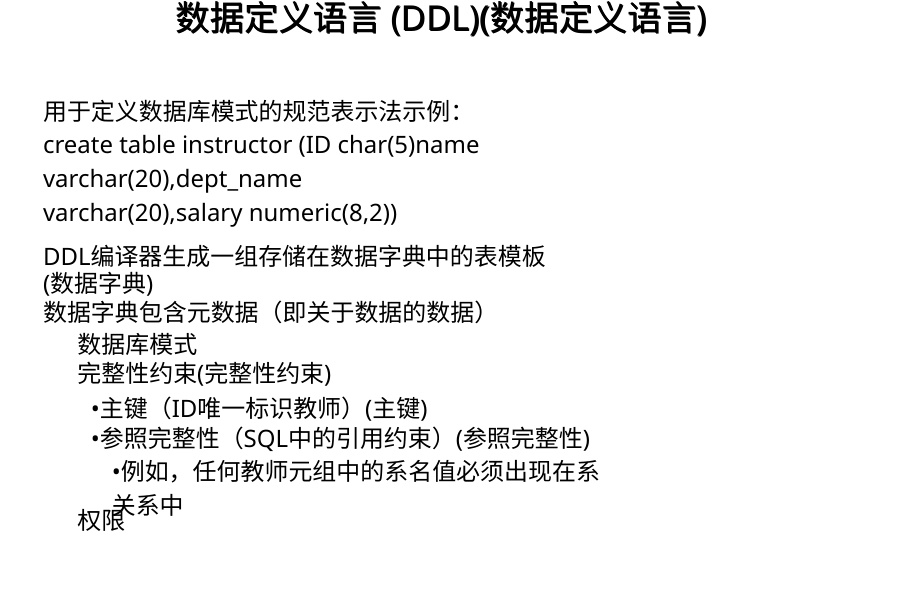 数据定义语言 (DDL)(数据定义语言)
用于定义数据库模式的规范表示法示例：
create table instructor (ID char(5)name
varchar(20),dept_name
varchar(20),salary numeric(8,2))
DDL编译器生成一组存储在数据字典中的表模板
(数据字典)
数据字典包含元数据（即关于数据的数据）
数据库模式
完整性约束(完整性约束)
•主键（ID唯一标识教师）(主键)
•参照完整性（SQL中的引用约束）(参照完整性)
•例如，任何教师元组中的系名值必须出现在系
关系中
权限